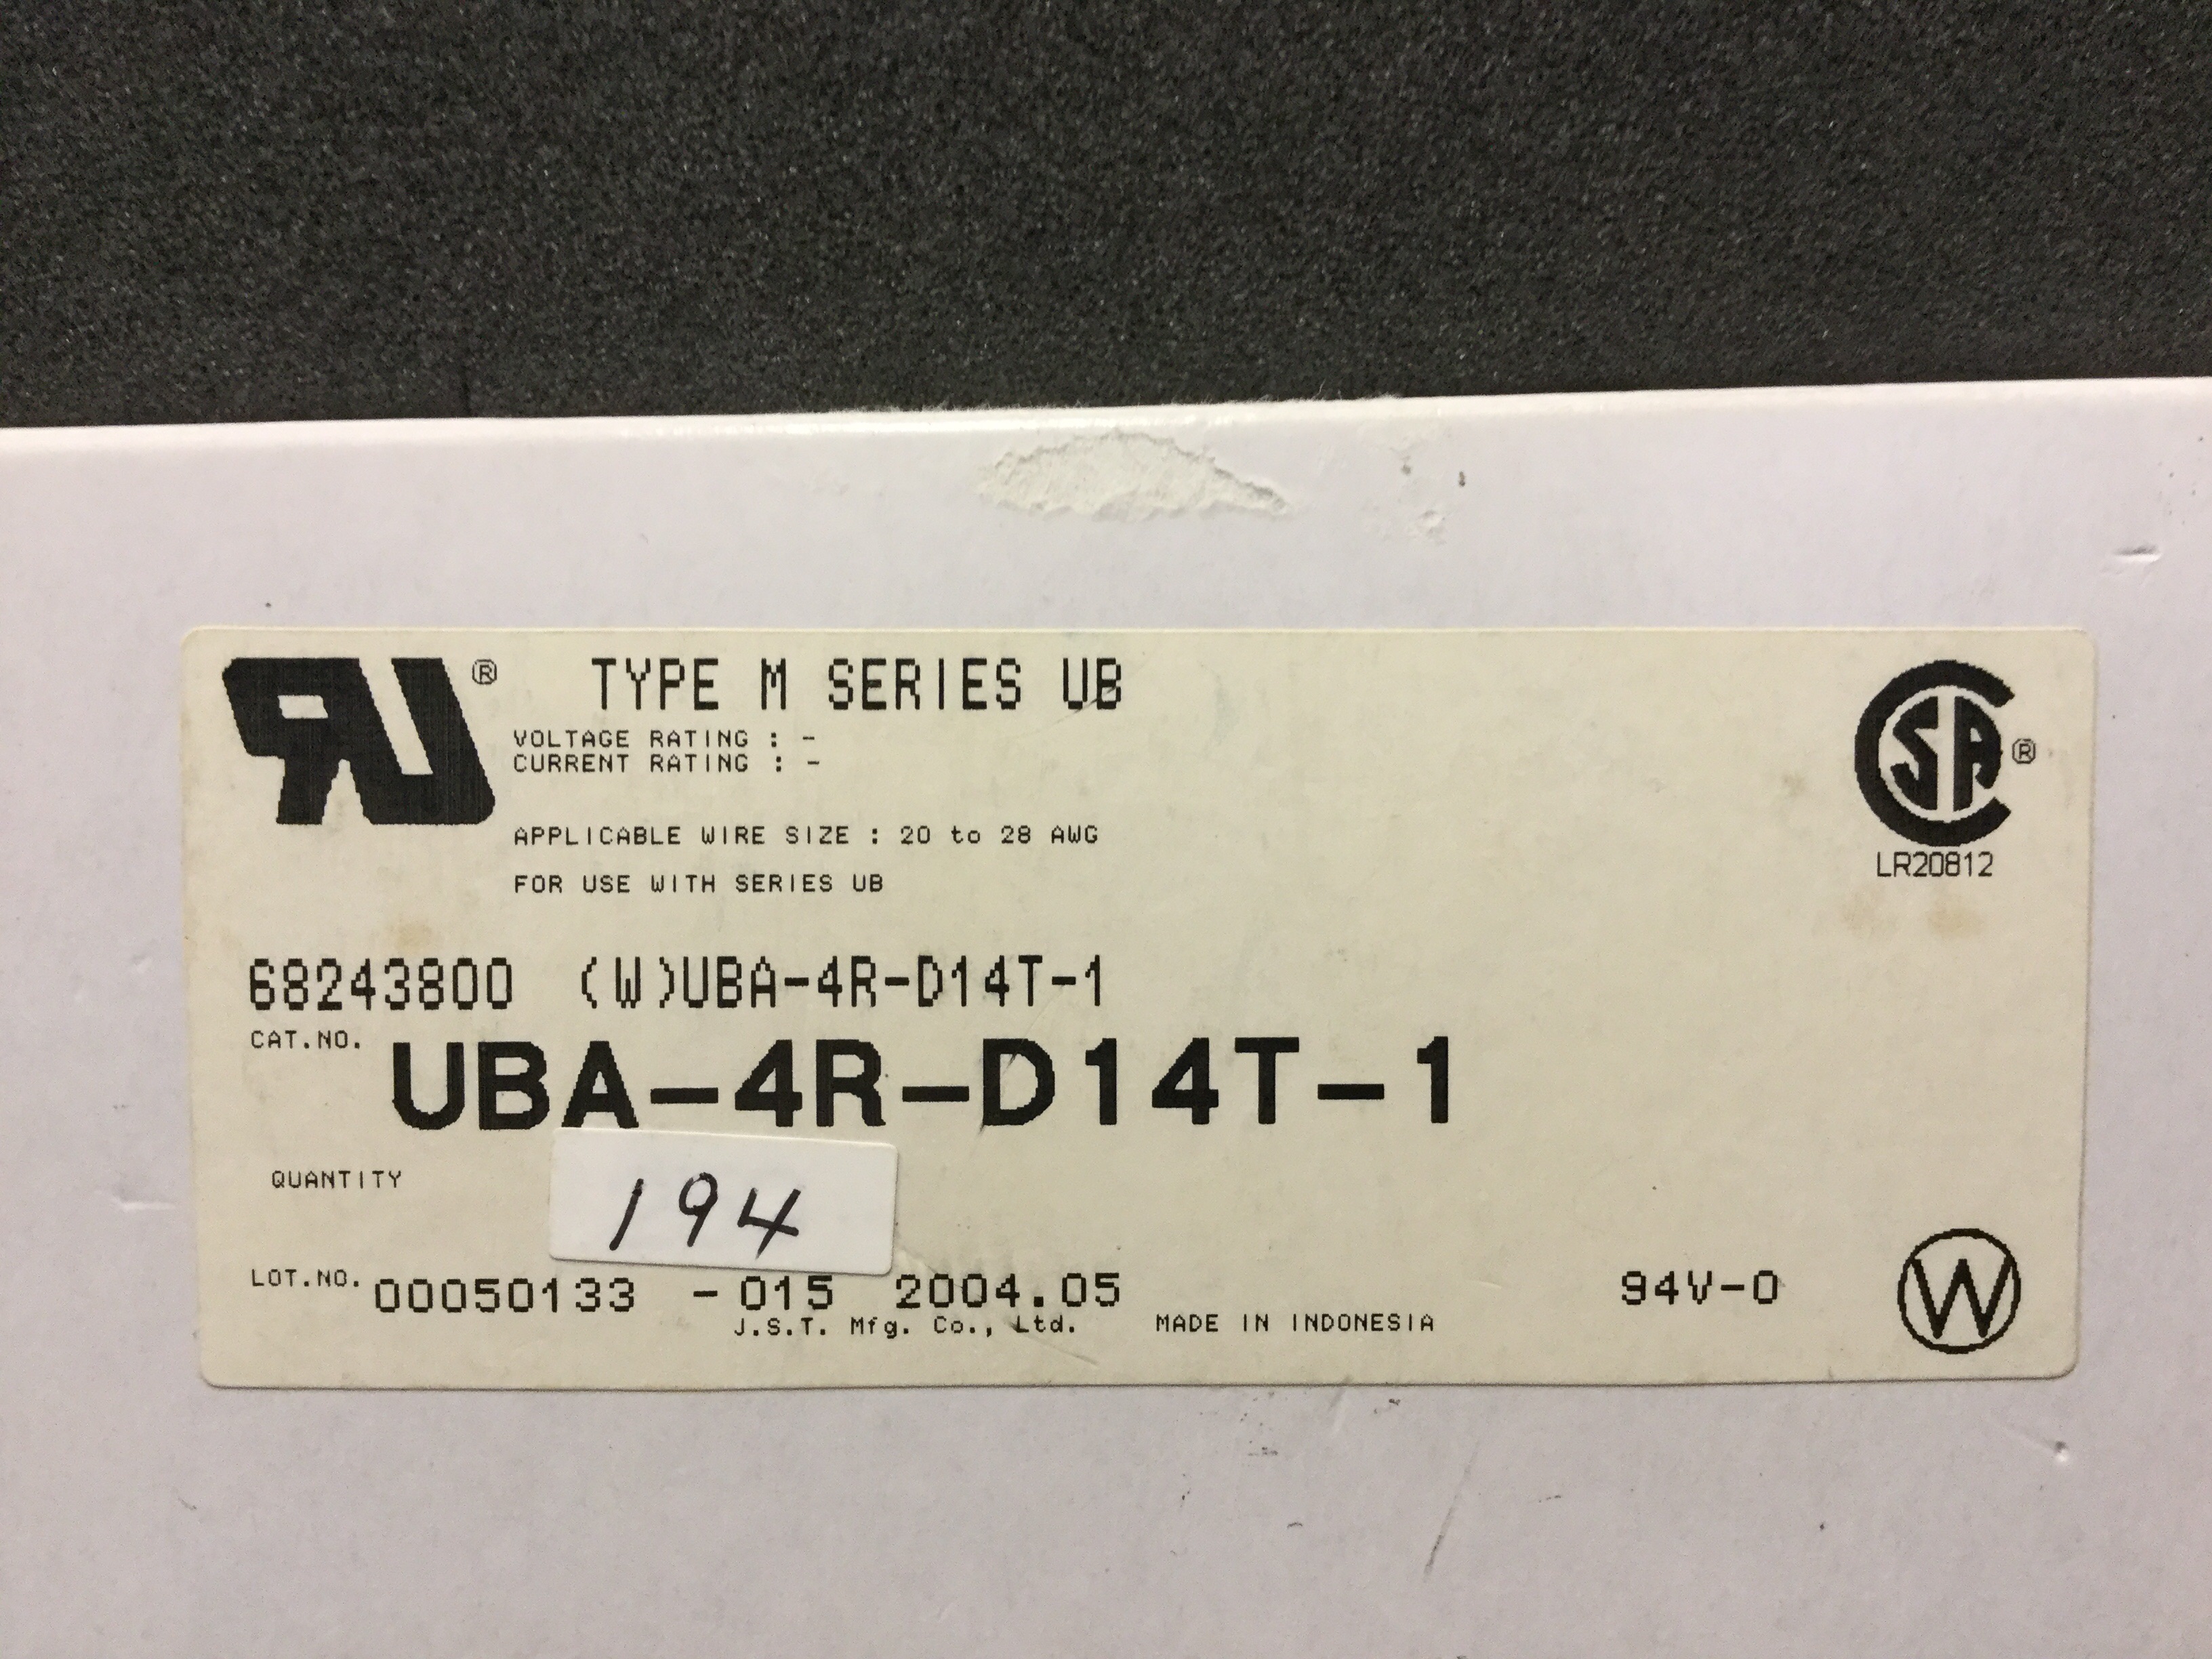 RU® TYPE M SERIES UB
VOLTAGE RATING : -
CURRENT RATING : -
CSA®
APPLICABLE WIRE SIZE : 20 to 28 AWG
LR20812
FOR USE WITH SERIES UB
68243800 (W)UBA-4R-D14T-1
CAT.NO. UBA-4R-D14T-1
QUANTITY 194
LOT.NO. 00050133 -015 2004.05 94V-0 W
J.S.T. Mfg. Co., Ltd. MADE IN INDONESIA